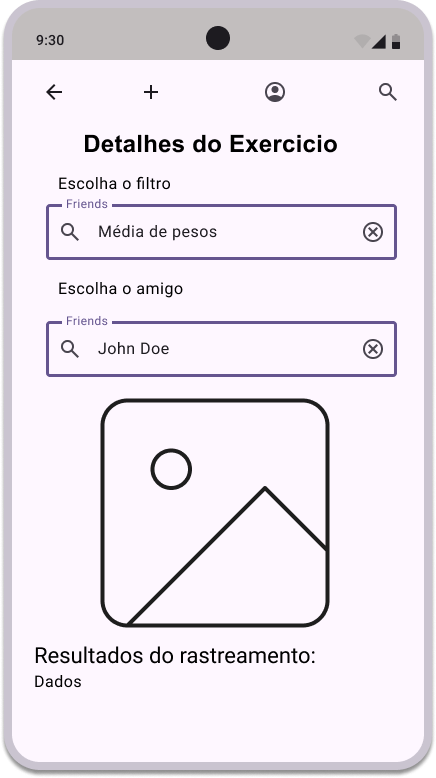 9:30
Detalhes do Exercicio
Escolha o filtro
Friends
Média de pesos
Escolha o amigo
Friends
John Doe
Resultados do rastreamento:
Dados